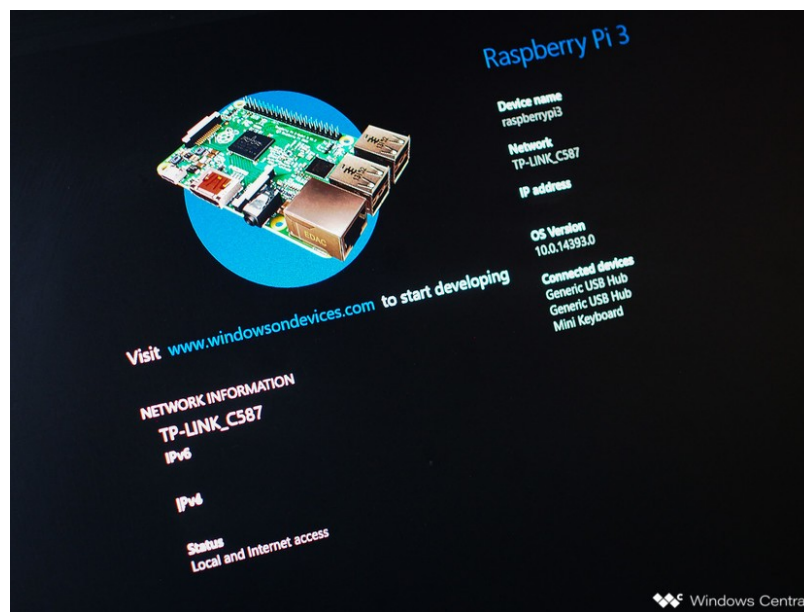 Raspberry Pi 3
Device name
raspberrypi3
Network
TP-LINK_C587
IP address
OS Version
10.0.14393.0
Connected devices
Generic USB Hub
Generic USB Hub
Mini Keyboard
EDAC
Visit www.windowsondevices.com to start developing
NETWORK INFORMATION
TP-LINK_C587
IPv6
IPv4
Status
Local and Internet access
Windows Centra